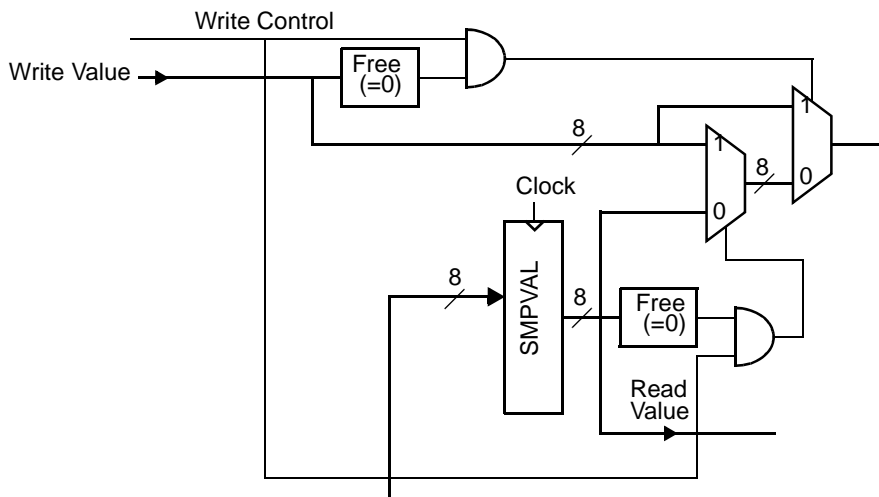 Write Control
Write Value
Free
(=0)
1
8
1
8
0
Clock
0
8
SMPVAL
8
Free
(=0)
Read
Value